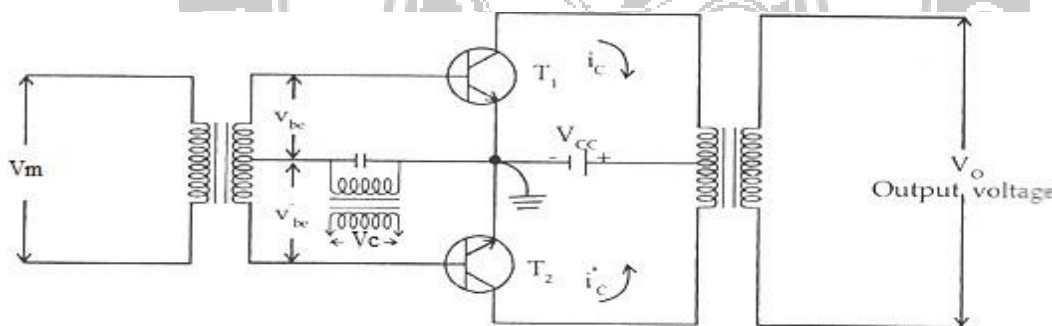 Vm
v_be
v'_be
Vc
T₁
T₂
i_C
i'_C
V_CC
- +
V_O
Output voltage